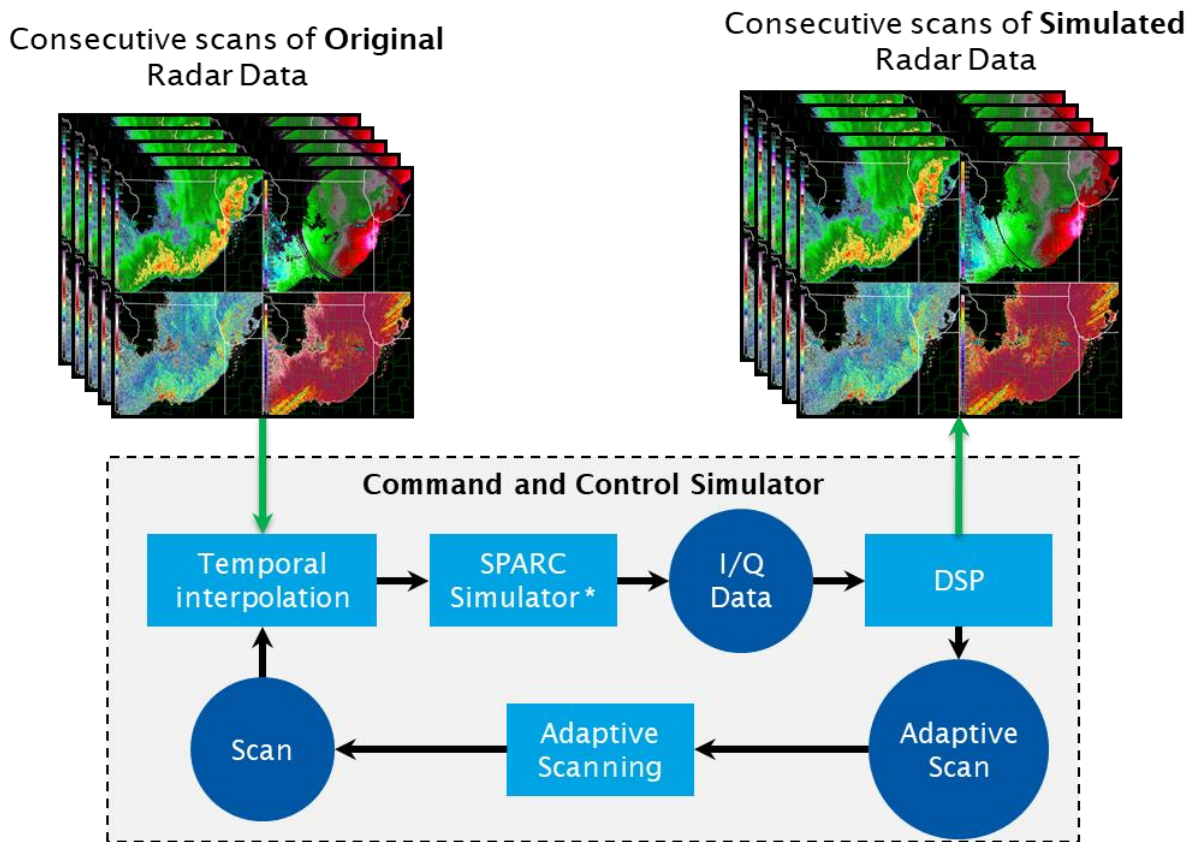 Consecutive scans of Original
Radar Data
Consecutive scans of Simulated
Radar Data
Command and Control Simulator
Temporal
interpolation
SPARC
Simulator*
I/Q
Data
DSP
Scan
Adaptive
Scanning
Adaptive
Scan